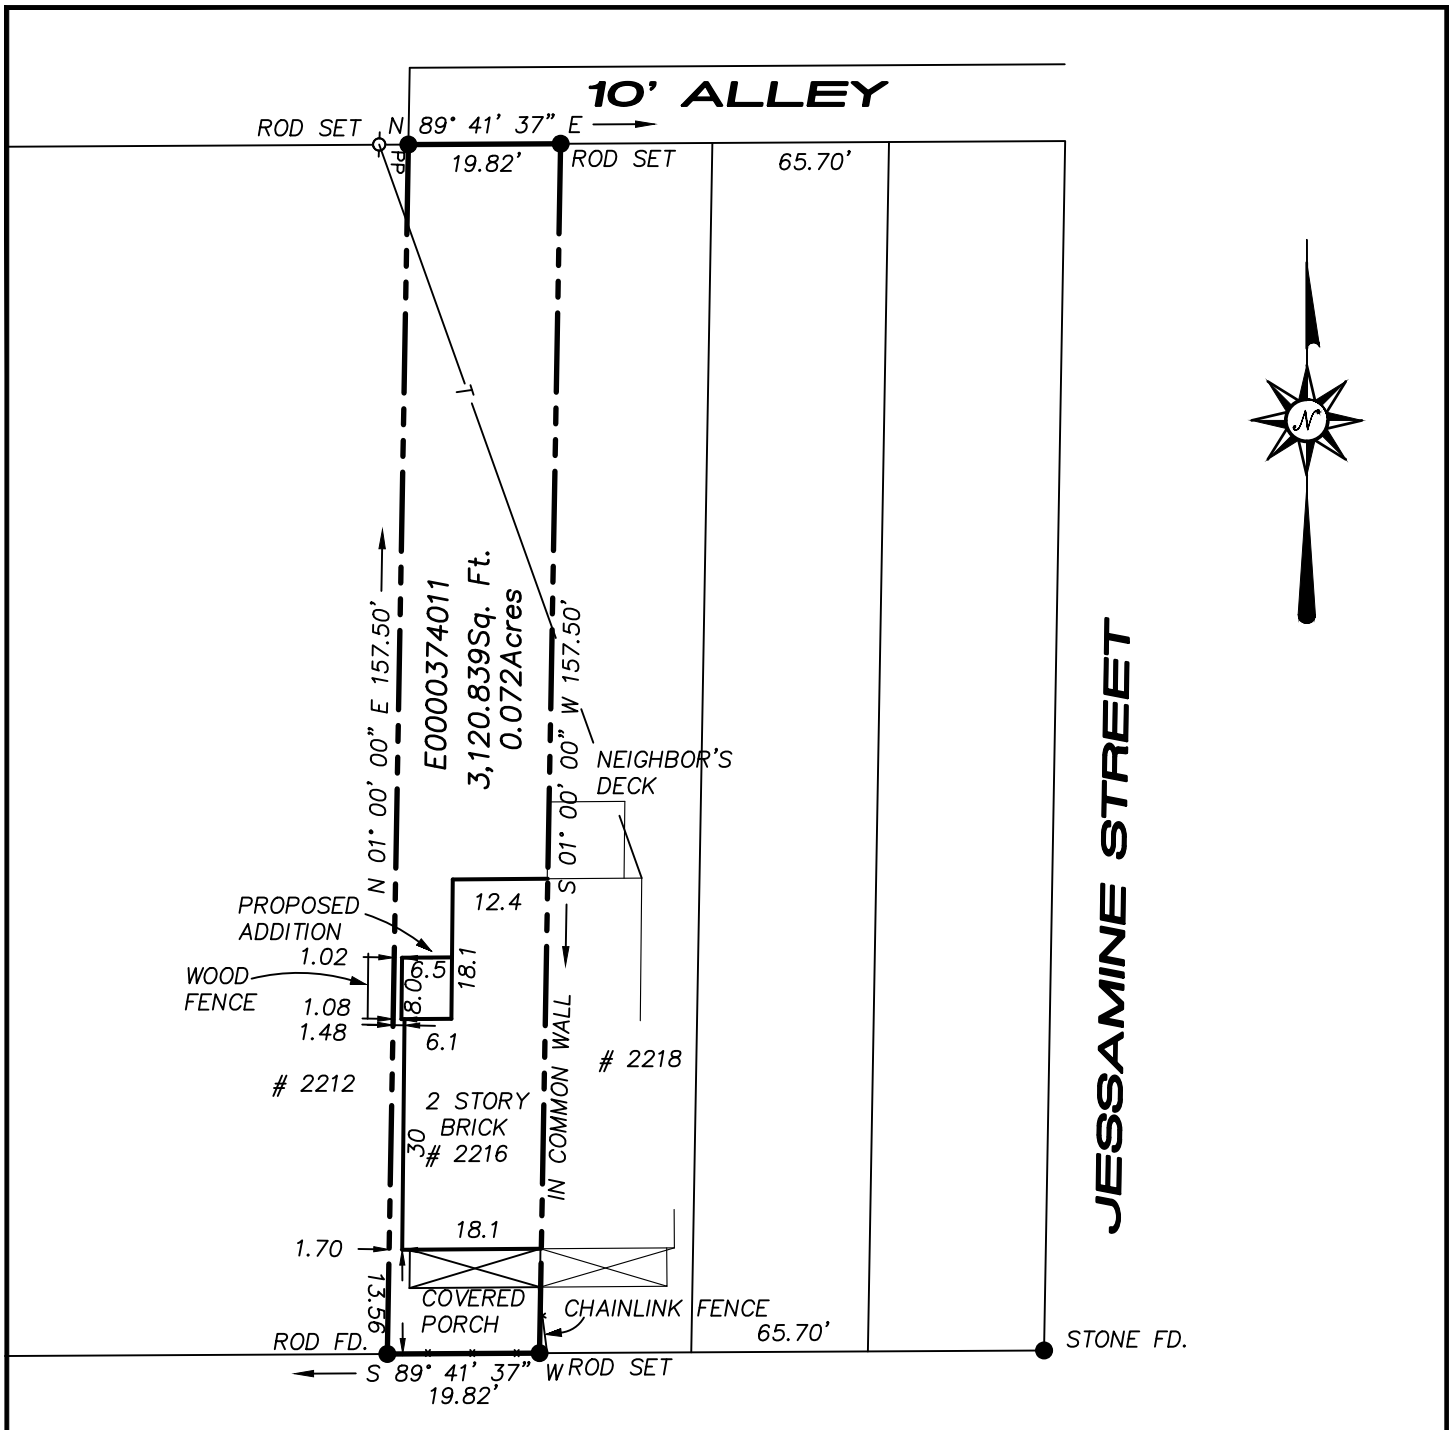 10' ALLEY
ROD SET
N 89° 41' 37" E
PP
19.82'
ROD SET
65.70'
T
N
N 01° 00' 00" E 157.50'
E0000374011
3,120.839Sq. Ft.
0.072Acres
S 01° 00' 00" W 157.50'
NEIGHBOR'S
DECK
JESSAMINE STREET
PROPOSED
ADDITION
12.4
1.02
6.5
18.1
WOOD
FENCE
8.0
1.08
1.48
6.1
# 2212
# 2218
IN COMMON WALL
2 STORY
BRICK
# 2216
30
18.1
1.70
13.56
COVERED
PORCH
CHAINLINK FENCE
65.70'
ROD FD.
STONE FD.
S 89° 41' 37" W
ROD SET
19.82'